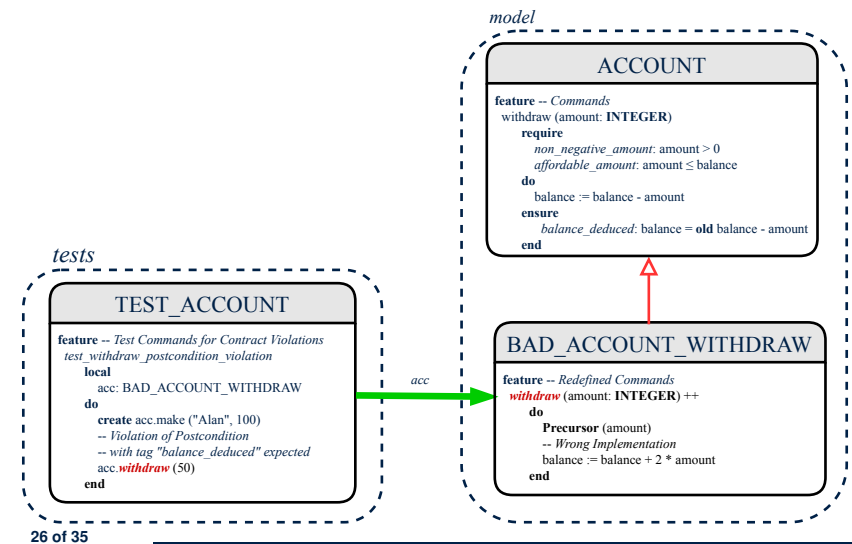 model
ACCOUNT
feature -- Commands
withdraw (amount: INTEGER)
require
non_negative_amount: amount > 0
affordable_amount: amount ≤ balance
do
balance := balance - amount
ensure
balance_deduced: balance = old balance - amount
end
tests
TEST_ACCOUNT
feature -- Test Commands for Contract Violations
test_withdraw_postcondition_violation
local
acc: BAD_ACCOUNT_WITHDRAW
do
create acc.make ("Alan", 100)
-- Violation of Postcondition
-- with tag "balance_deduced" expected
acc.withdraw (50)
end
acc
BAD_ACCOUNT_WITHDRAW
feature -- Redefined Commands
withdraw (amount: INTEGER) ++
do
Precursor (amount)
-- Wrong Implementation
balance := balance + 2 * amount
end
26 of 35